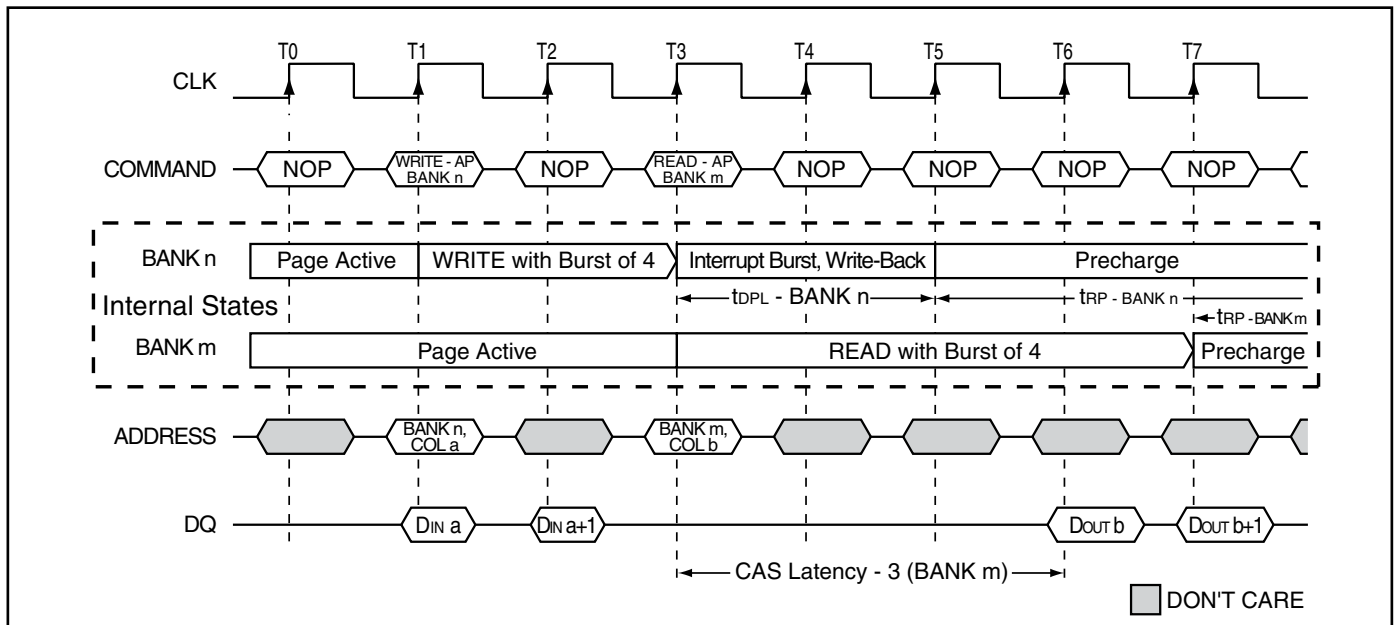 T0 T1 T2 T3 T4 T5 T6 T7
CLK
COMMAND NOP WRITE - AP BANK n NOP READ - AP BANK m NOP NOP NOP NOP
BANK n Page Active WRITE with Burst of 4 Interrupt Burst, Write-Back Precharge
tDPL - BANK n tRP - BANK n
Internal States
tRP - BANK m
BANK m Page Active READ with Burst of 4 Precharge
ADDRESS BANK n, COL a BANK m, COL b
DQ DIN a DIN a+1 DOUT b DOUT b+1
CAS Latency - 3 (BANK m)
DON'T CARE